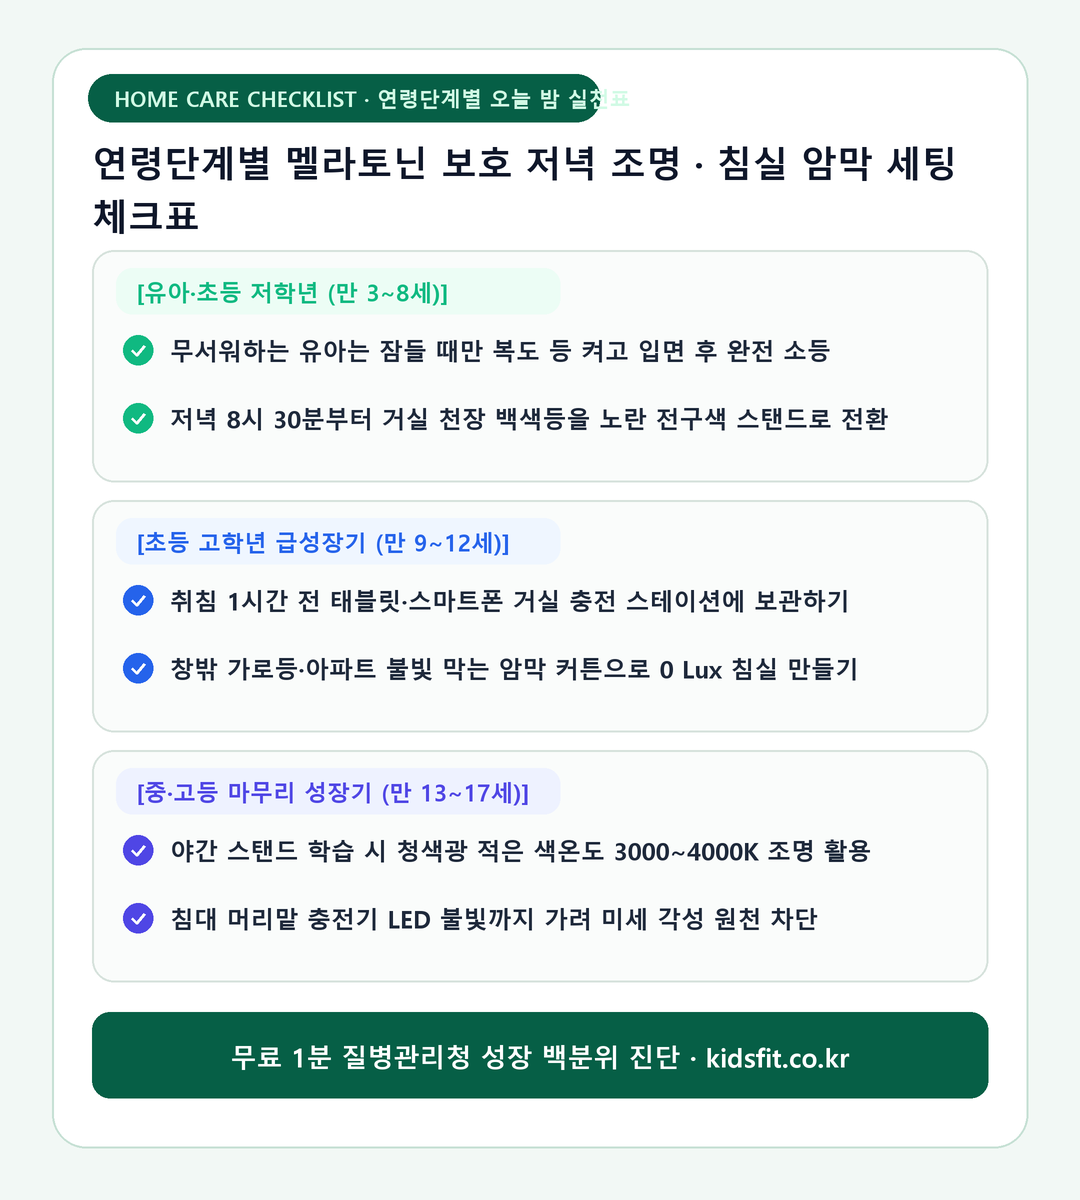 HOME CARE CHECKLIST · 연령단계별 오늘 밤 실천표
연령단계별 멜라토닌 보호 저녁 조명 · 침실 암막 세팅
체크표
[유아·초등 저학년 (만 3~8세)]
무서워하는 유아는 잠들 때만 복도 등 켜고 입면 후 완전 소등
저녁 8시 30분부터 거실 천장 백색등을 노란 전구색 스탠드로 전환
[초등 고학년 급성장기 (만 9~12세)]
취침 1시간 전 태블릿·스마트폰 거실 충전 스테이션에 보관하기
창밖 가로등·아파트 불빛 막는 암막 커튼으로 0 Lux 침실 만들기
[중·고등 마무리 성장기 (만 13~17세)]
야간 스탠드 학습 시 청색광 적은 색온도 3000~4000K 조명 활용
침대 머리맡 충전기 LED 불빛까지 가려 미세 각성 원천 차단
무료 1분 질병관리청 성장 백분위 진단 · kidsfit.co.kr